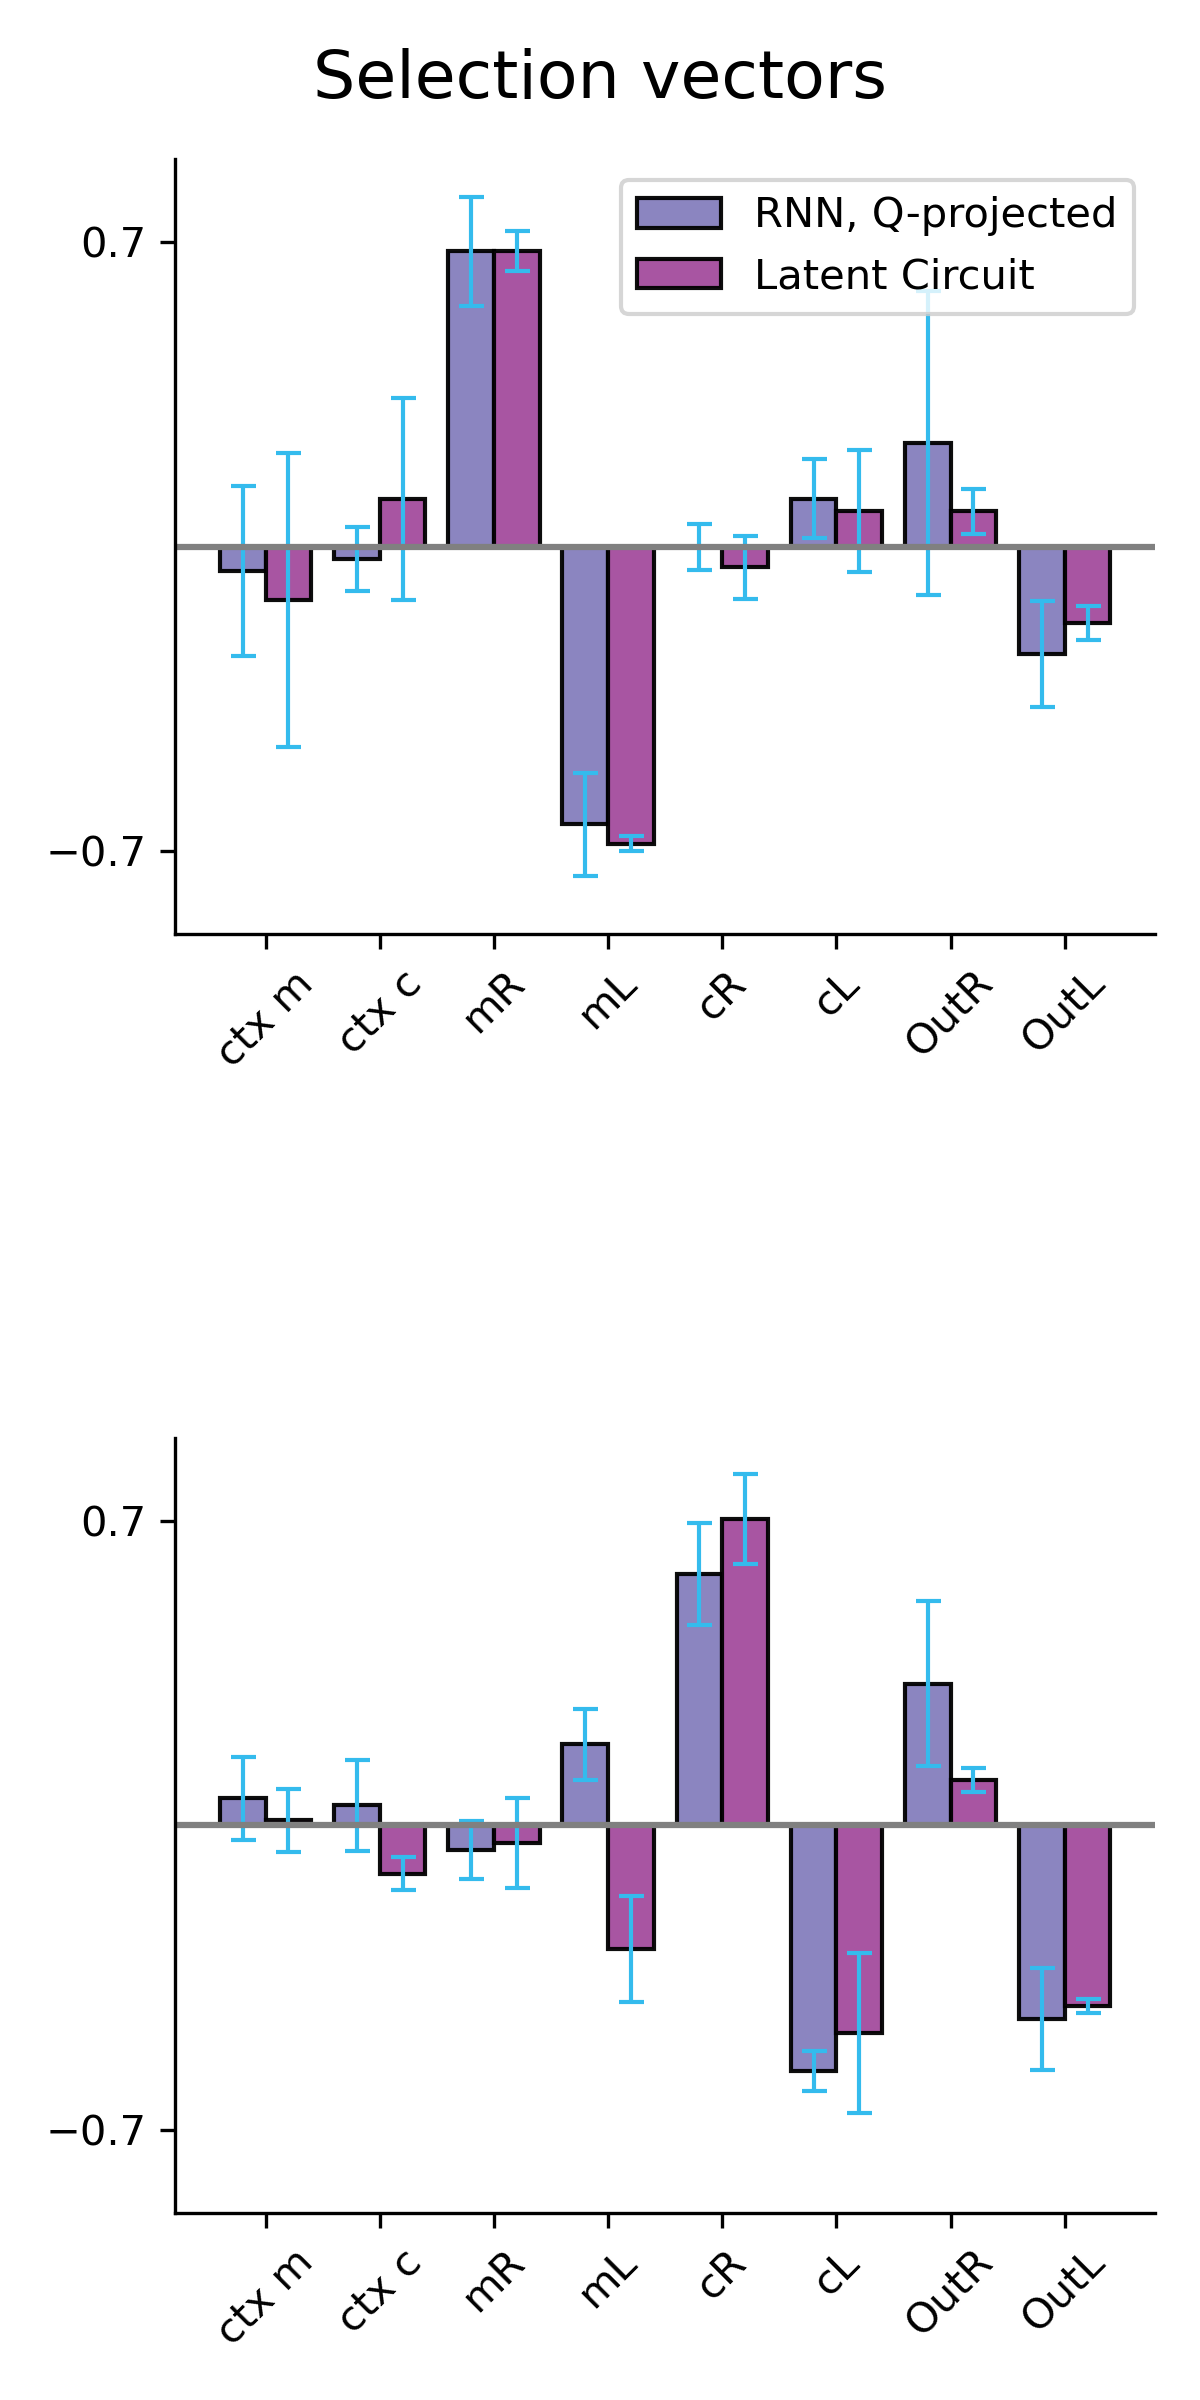 Selection vectors
RNN, Q-projected
Latent Circuit
0.7
−0.7
ctx m
ctx c
mR
mL
cR
cL
OutR
OutL
0.7
−0.7
ctx m
ctx c
mR
mL
cR
cL
OutR
OutL